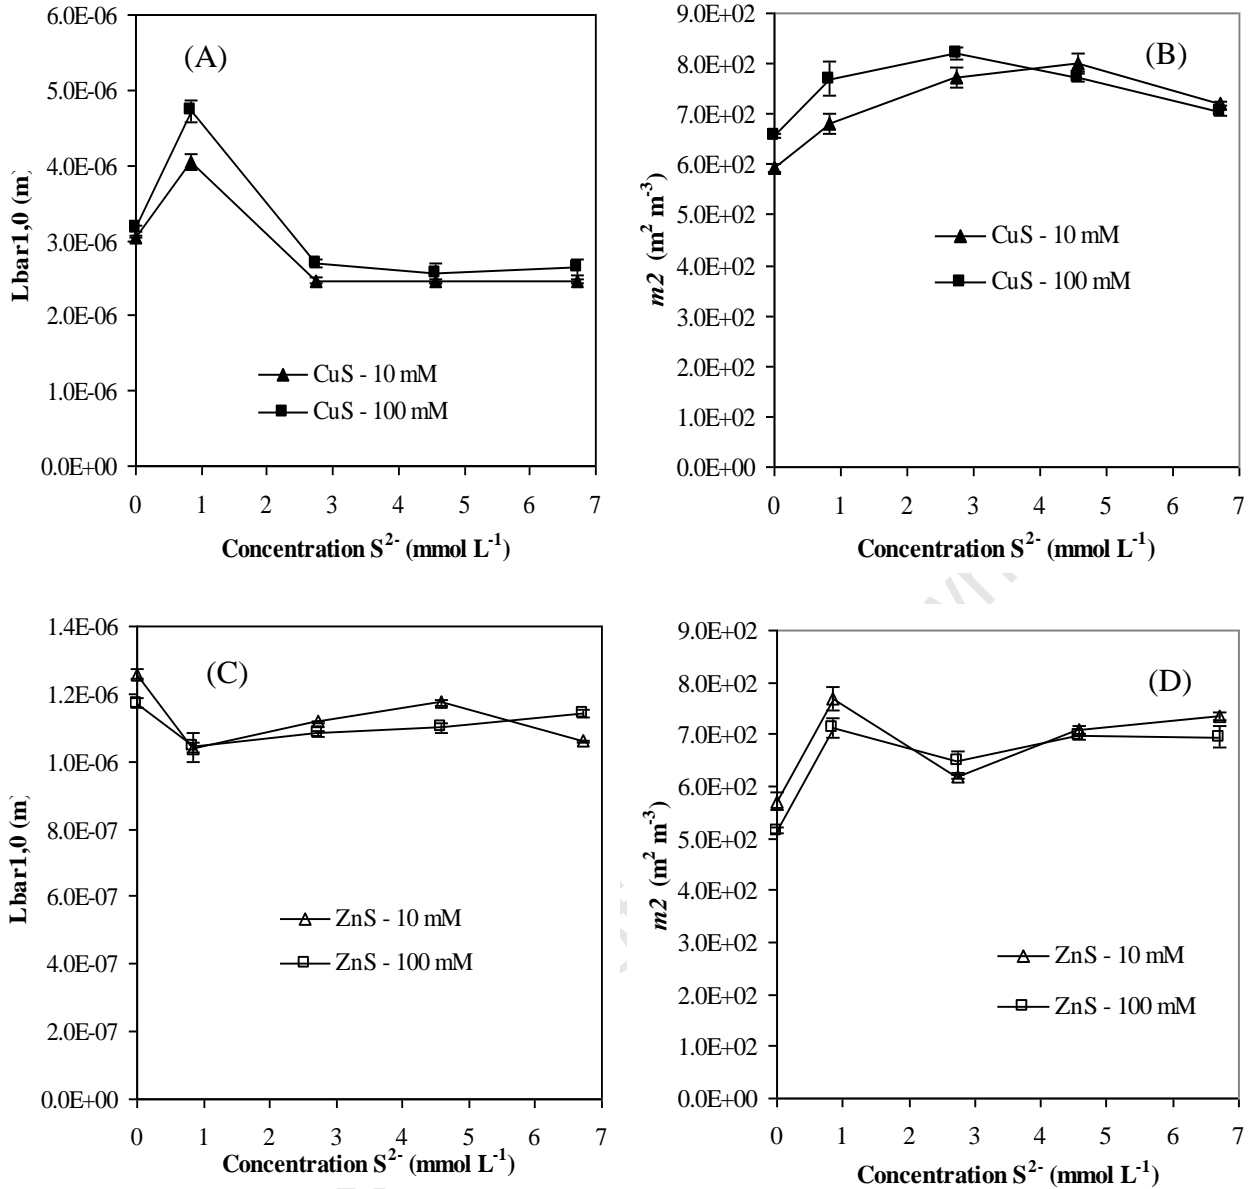 6.0E-06
5.0E-06
4.0E-06
3.0E-06
2.0E-06
1.0E-06
0.0E+00
Lbar1,0 (m)
(A)
CuS - 10 mM
CuS - 100 mM
0 1 2 3 4 5 6 7
Concentration S²⁻ (mmol L⁻¹)
9.0E+02
8.0E+02
7.0E+02
6.0E+02
5.0E+02
4.0E+02
3.0E+02
2.0E+02
1.0E+02
0.0E+00
m2 (m² m⁻³)
(B)
CuS - 10 mM
CuS - 100 mM
0 1 2 3 4 5 6 7
Concentration S²⁻ (mmol L⁻¹)
1.4E-06
1.2E-06
1.0E-06
8.0E-07
6.0E-07
4.0E-07
2.0E-07
0.0E+00
Lbar1,0 (m)
(C)
ZnS - 10 mM
ZnS - 100 mM
0 1 2 3 4 5 6 7
Concentration S²⁻ (mmol L⁻¹)
9.0E+02
8.0E+02
7.0E+02
6.0E+02
5.0E+02
4.0E+02
3.0E+02
2.0E+02
1.0E+02
0.0E+00
m2 (m² m⁻³)
(D)
ZnS - 10 mM
ZnS - 100 mM
0 1 2 3 4 5 6 7
Concentration S²⁻ (mmol L⁻¹)